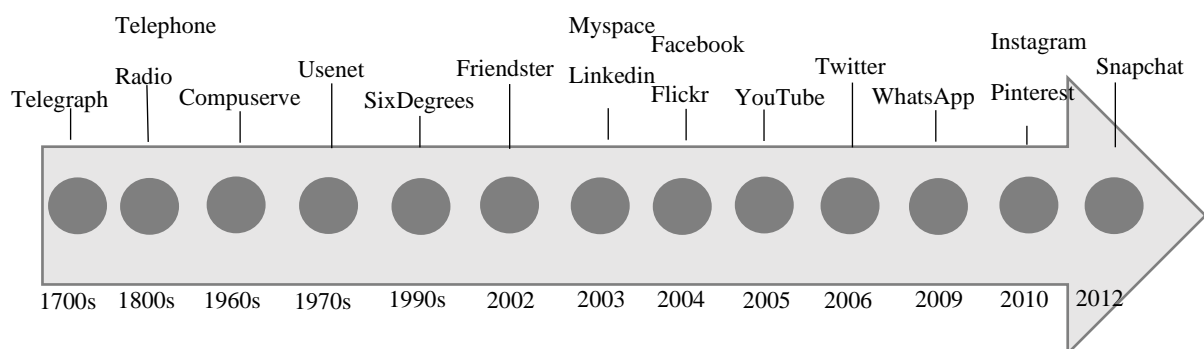 Telephone
Myspace
Facebook
Instagram
Radio
Usenet
Friendster
Linkedin
Twitter
Snapchat
Telegraph
Compuserve
SixDegrees
Flickr
YouTube
WhatsApp
Pinterest
1700s 1800s 1960s 1970s 1990s 2002 2003 2004 2005 2006 2009 2010 2012